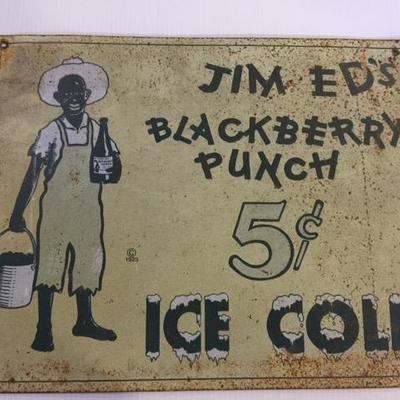 JIM ED'S
BLACKBERRY
PUNCH
5¢
©
ICE COL